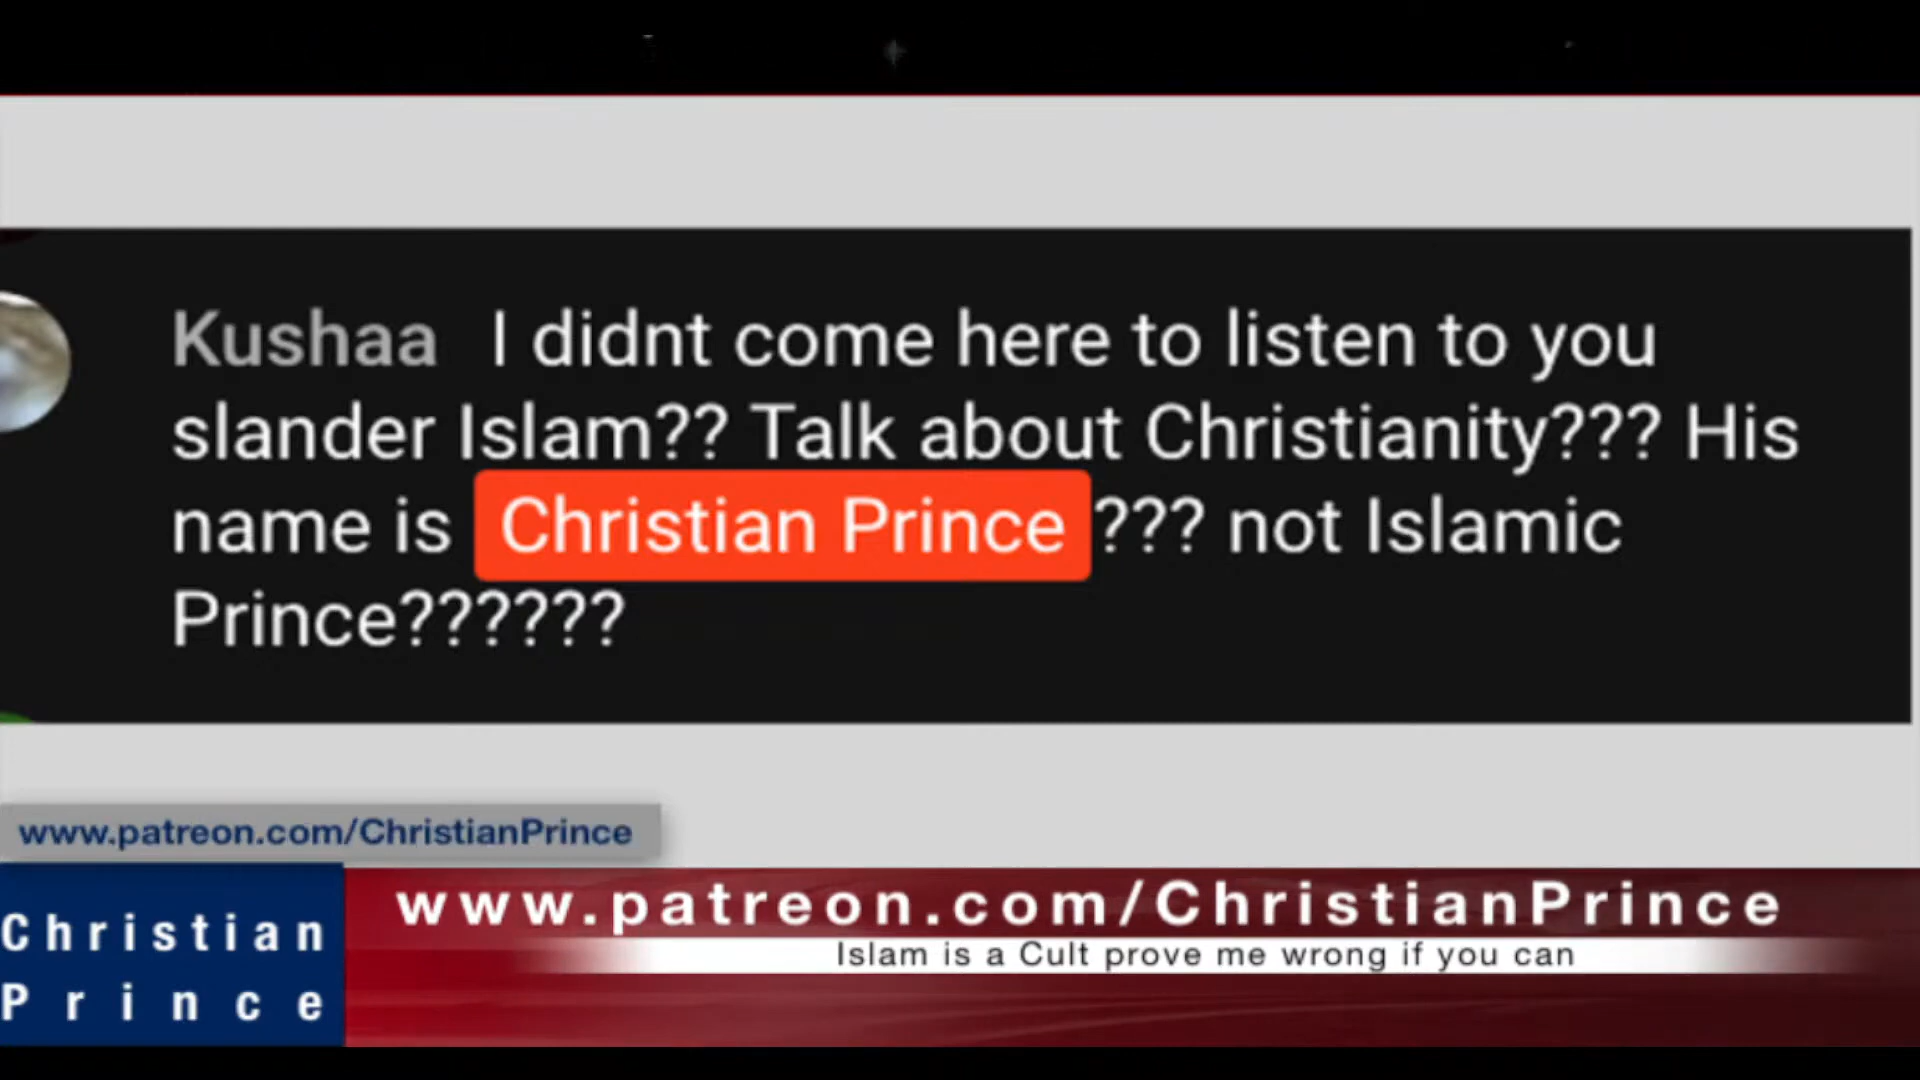 Kushaa I didnt come here to listen to you
slander Islam?? Talk about Christianity??? His
name is Christian Prince ??? not Islamic
Prince??????
www.patreon.com/ChristianPrince
Christian
Prince
www.patreon.com/ChristianPrince
Islam is a Cult prove me wrong if you can